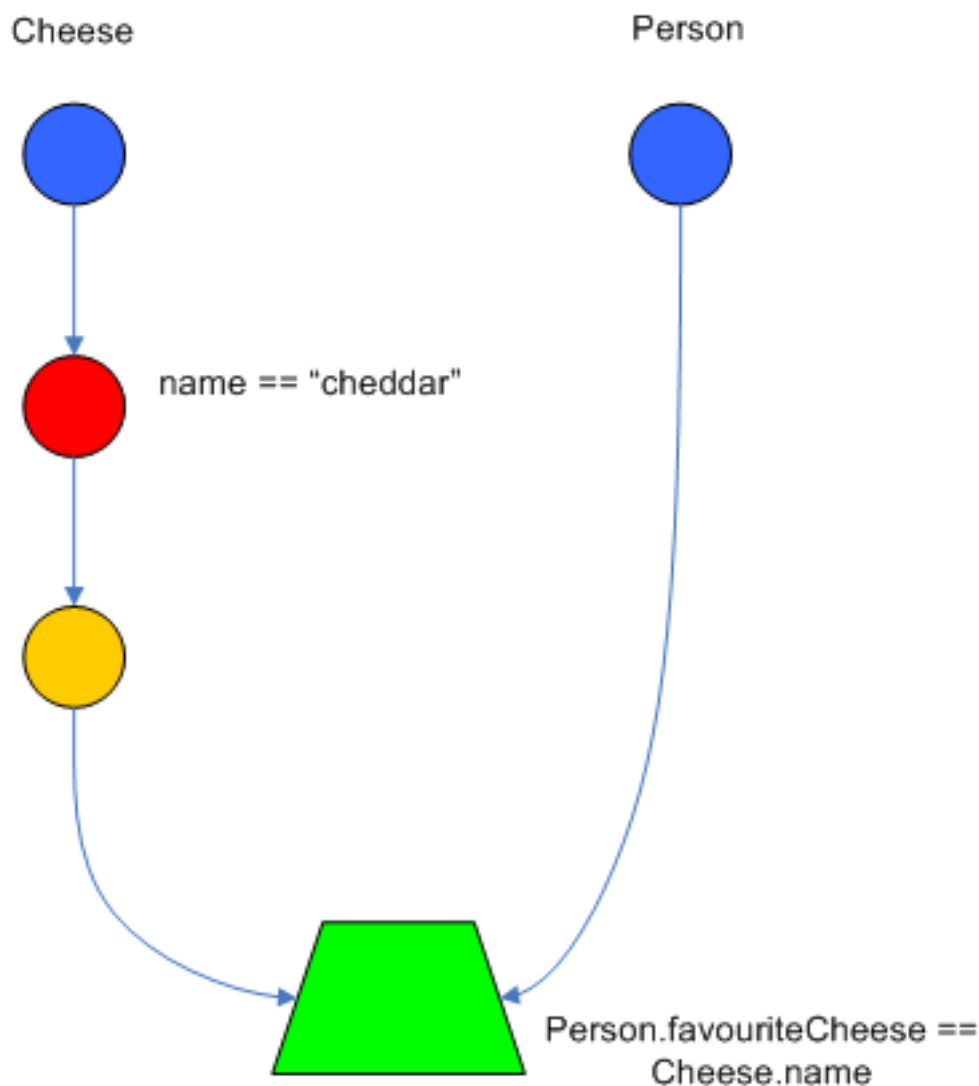 Cheese
Person
name == “cheddar”
Person.favouriteCheese ==
Cheese.name